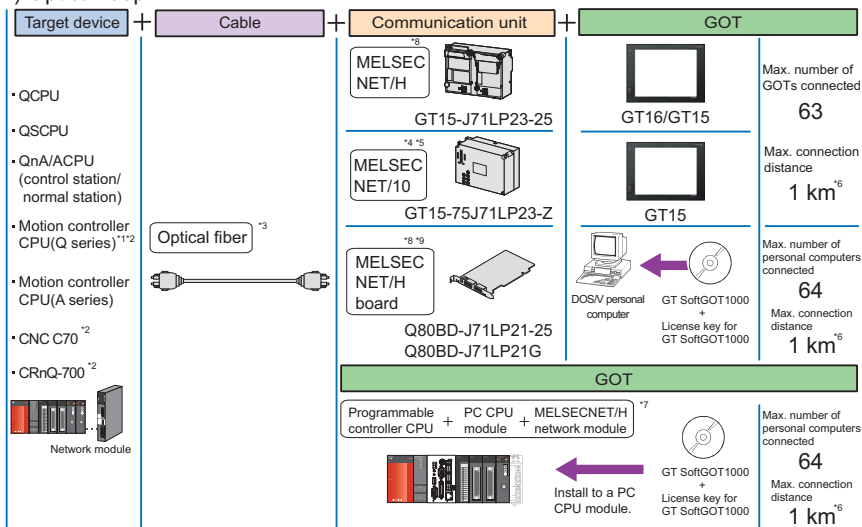 Target device + Cable + Communication unit + GOT
· QCPU
· QSCPU
· QnA/ACPU
(control station/
normal station)
· Motion controller
CPU(Q series)*1*2
· Motion controller
CPU(A series)
· CNC C70 *2
· CRnQ-700 *2
Network module
Optical fiber *3
*8
MELSEC
NET/H
GT15-J71LP23-25
GT16/GT15
Max. number of
GOTs connected
63
*4 *5
MELSEC
NET/10
GT15-75J71LP23-Z
GT15
Max. connection
distance
1 km*6
*8 *9
MELSEC
NET/H
board
Q80BD-J71LP21-25
Q80BD-J71LP21G
DOS/V personal
computer
GT SoftGOT1000
+
License key for
GT SoftGOT1000
Max. number of
personal computers
connected
64
Max. connection
distance
1 km*6
GOT
Programmable
controller CPU
+
PC CPU
module
+
MELSECNET/H
network module
*7
Install to a PC
CPU module.
GT SoftGOT1000
+
License key for
GT SoftGOT1000
Max. number of
personal computers
connected
64
Max. connection
distance
1 km*6